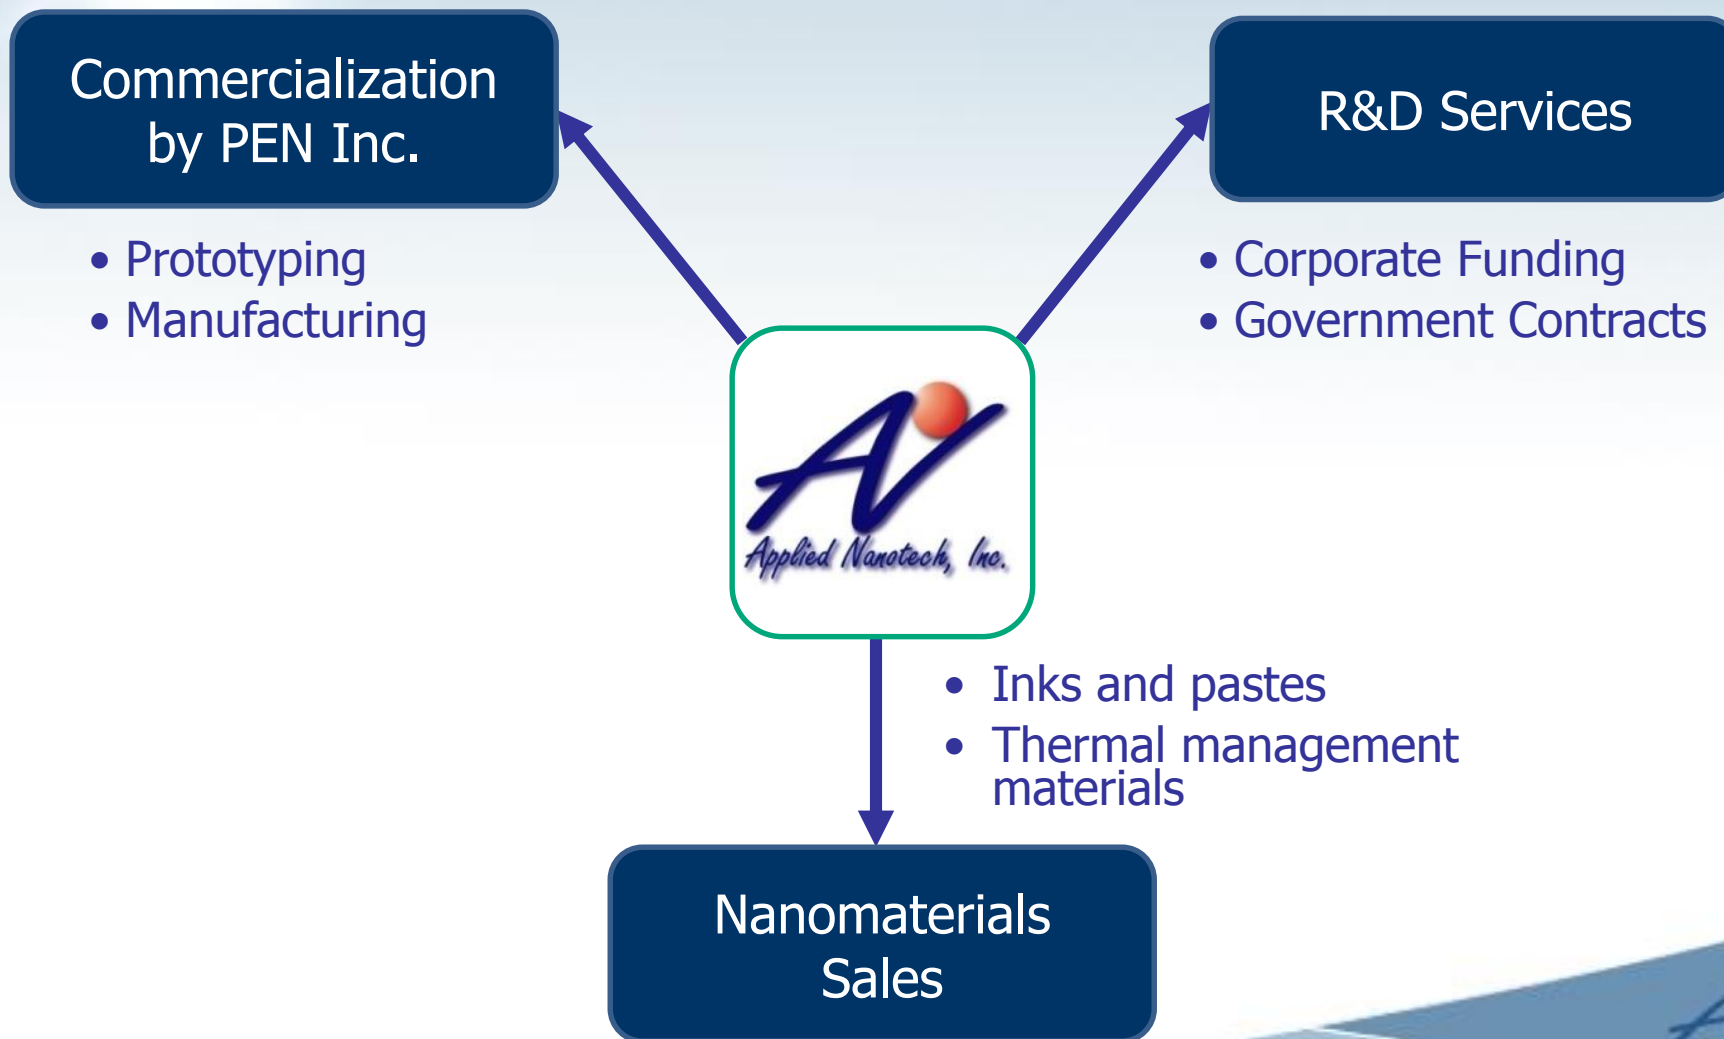 Commercialization
by PEN Inc.
R&D Services
• Prototyping
• Manufacturing
• Corporate Funding
• Government Contracts
Applied Nanotech, Inc.
• Inks and pastes
• Thermal management
materials
Nanomaterials
Sales